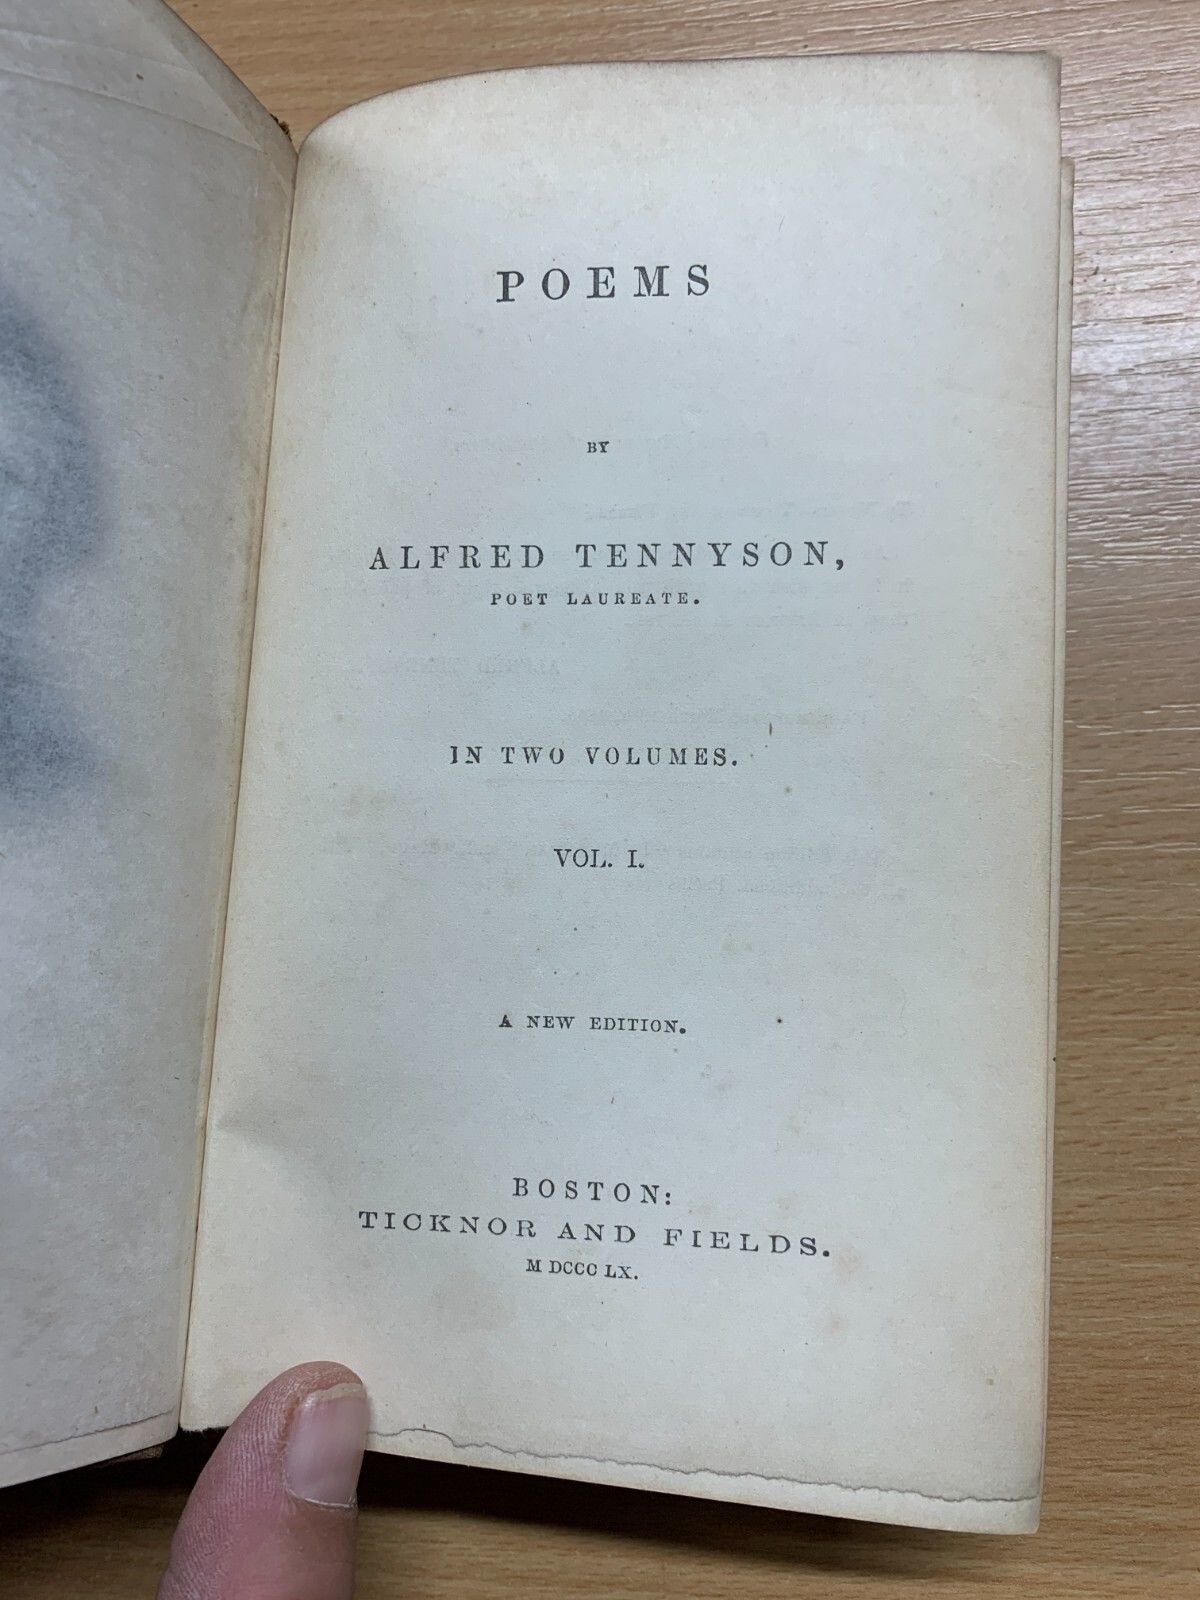 POEMS
BY
ALFRED TENNYSON,
POET LAUREATE.
IN TWO VOLUMES.
VOL. I.
A NEW EDITION.
BOSTON:
TICKNOR AND FIELDS.
M DCCC LX.